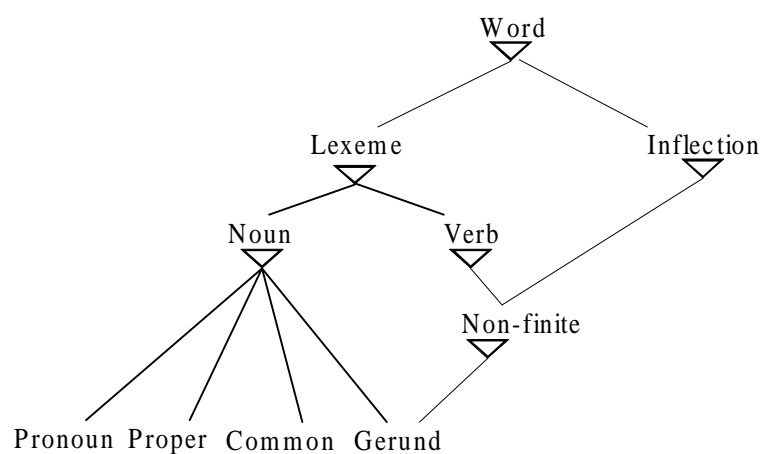 Word
Lexeme Inflection
Noun Verb
Non-finite
Pronoun Proper Common Gerund